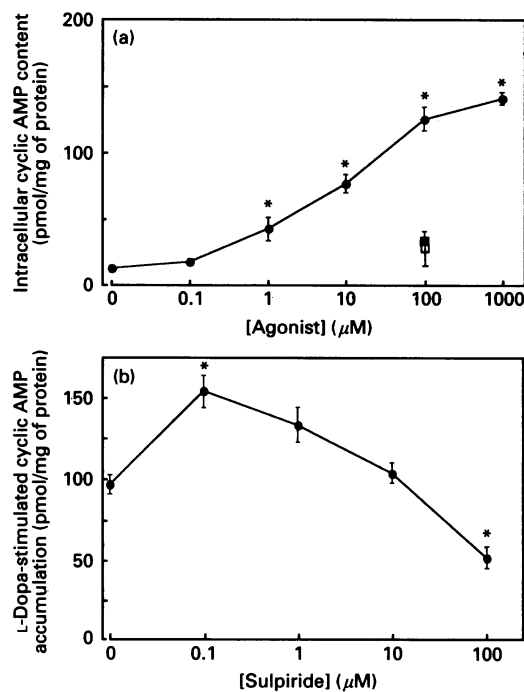 (a)
Intracellular cyclic AMP content
(pmol/mg of protein)
200
100
0
*
*
*
*
0 0.1 1 10 100 1000
[Agonist] (μM)
(b)
L-Dopa-stimulated cyclic AMP
accumulation (pmol/mg of protein)
150
100
50
0
*
*
0 0.1 1 10 100
[Sulpiride] (μM)